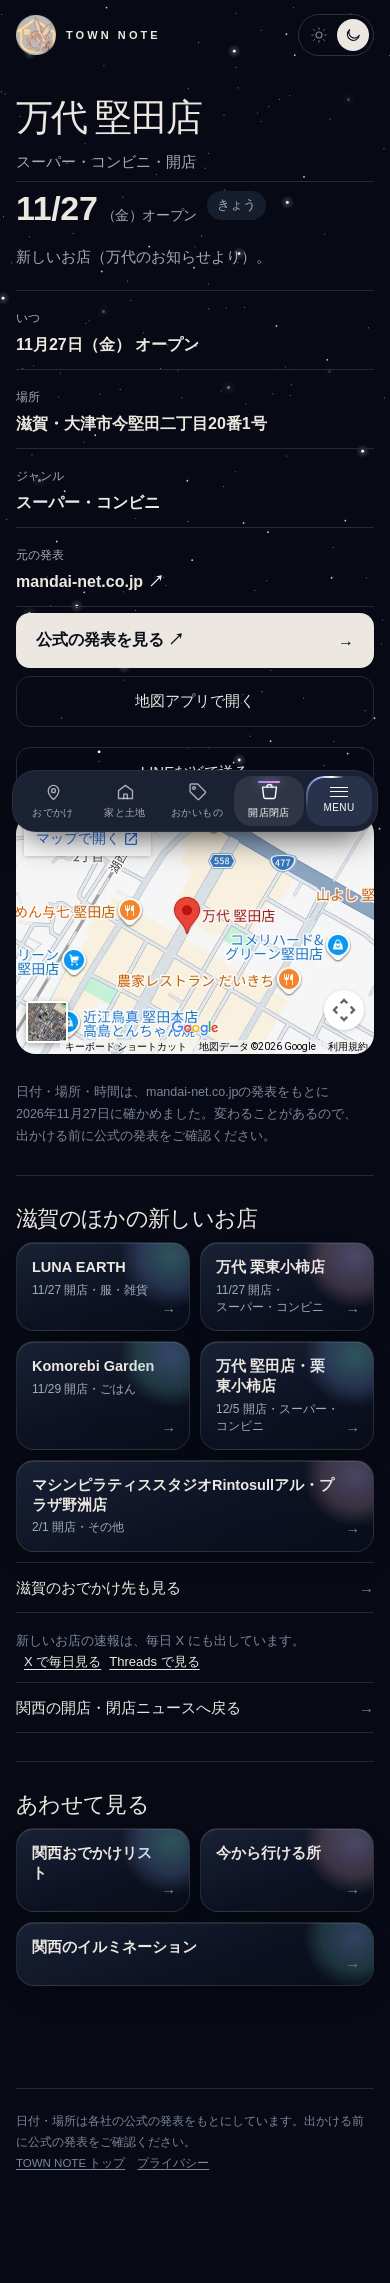 TOWN NOTE
万代 堅田店
スーパー・コンビニ・開店
11/27 （金）オープン きょう
新しいお店（万代のお知らせより）。
いつ
11月27日（金） オープン
場所
滋賀・大津市今堅田二丁目20番1号
ジャンル
スーパー・コンビニ
元の発表
mandai-net.co.jp ↗
公式の発表を見る ↗ →
地図アプリで開く
おでかけ
家と土地
おかいもの
開店閉店
MENU
マップで開く
2丁目
558
477
めん与七 堅田店
万代 堅田店
コメリハード&
グリーン堅田店
リーン
堅田店
農家レストラン だいきち
近江鳥真 堅田本店
Google
キーボード ショートカット 地図データ ©2026 Google 利用規約
日付・場所・時間は、mandai-net.co.jpの発表をもとに
2026年11月27日に確かめました。変わることがあるので、
出かける前に公式の発表をご確認ください。
滋賀のほかの新しいお店
LUNA EARTH
11/27 開店・服・雑貨
→
万代 栗東小柿店
11/27 開店・
スーパー・コンビニ
→
Komorebi Garden
11/29 開店・ごはん
→
万代 堅田店・栗
東小柿店
12/5 開店・スーパー・
コンビニ
→
マシンピラティススタジオRintosullアル・プ
ラザ野洲店
2/1 開店・その他
→
滋賀のおでかけ先も見る →
新しいお店の速報は、毎日 X にも出しています。
X で毎日見る Threads で見る
関西の開店・閉店ニュースへ戻る →
あわせて見る
関西おでかけリス
ト
→
今から行ける所
→
関西のイルミネーション
→
日付・場所は各社の公式の発表をもとにしています。出かける前
に公式の発表をご確認ください。
TOWN NOTE トップ プライバシー